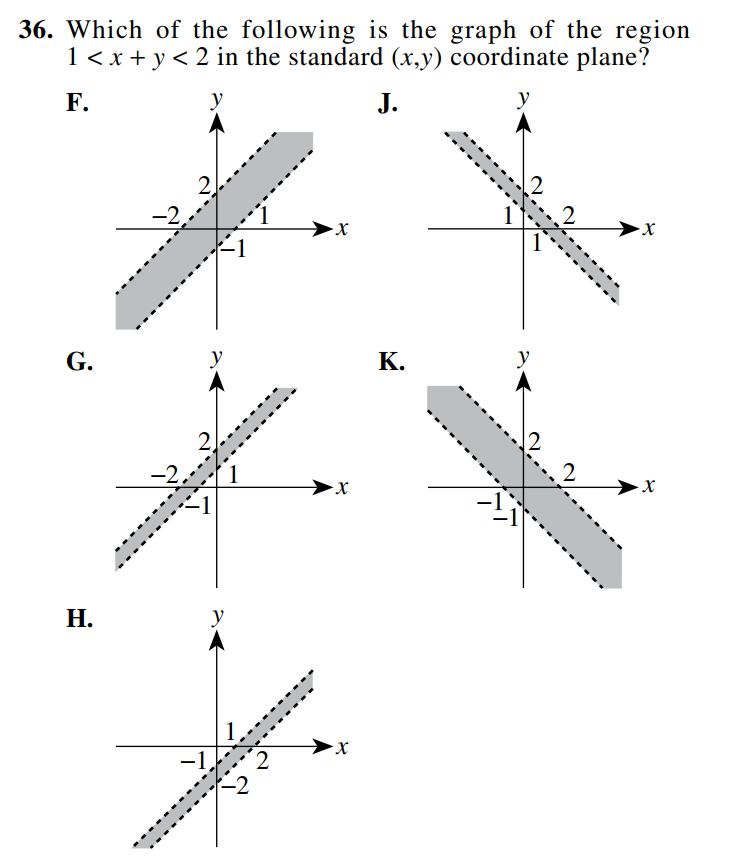 36. Which of the following is the graph of the region
1 < x + y < 2 in the standard (x,y) coordinate plane?
F.
y
2
−2
1
x
−1
J.
y
2
1
2
x
1
G.
y
2
−2
1
x
−1
K.
y
2
2
x
−1
−1
H.
y
1
x
−1
2
−2